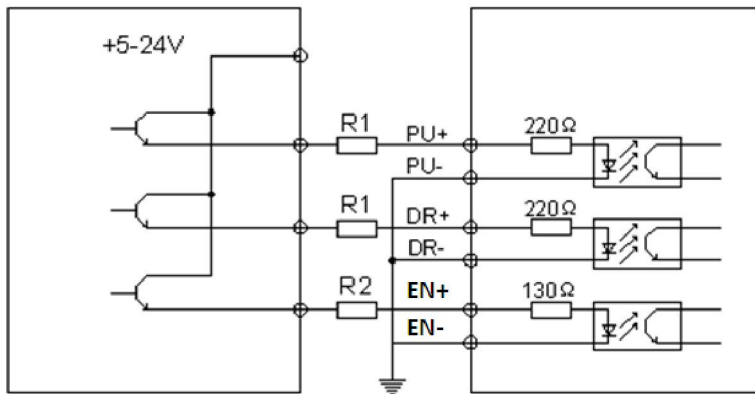 +5-24V
R1
PU+
220Ω
PU-
R1
DR+
220Ω
DR-
R2
EN+
130Ω
EN-